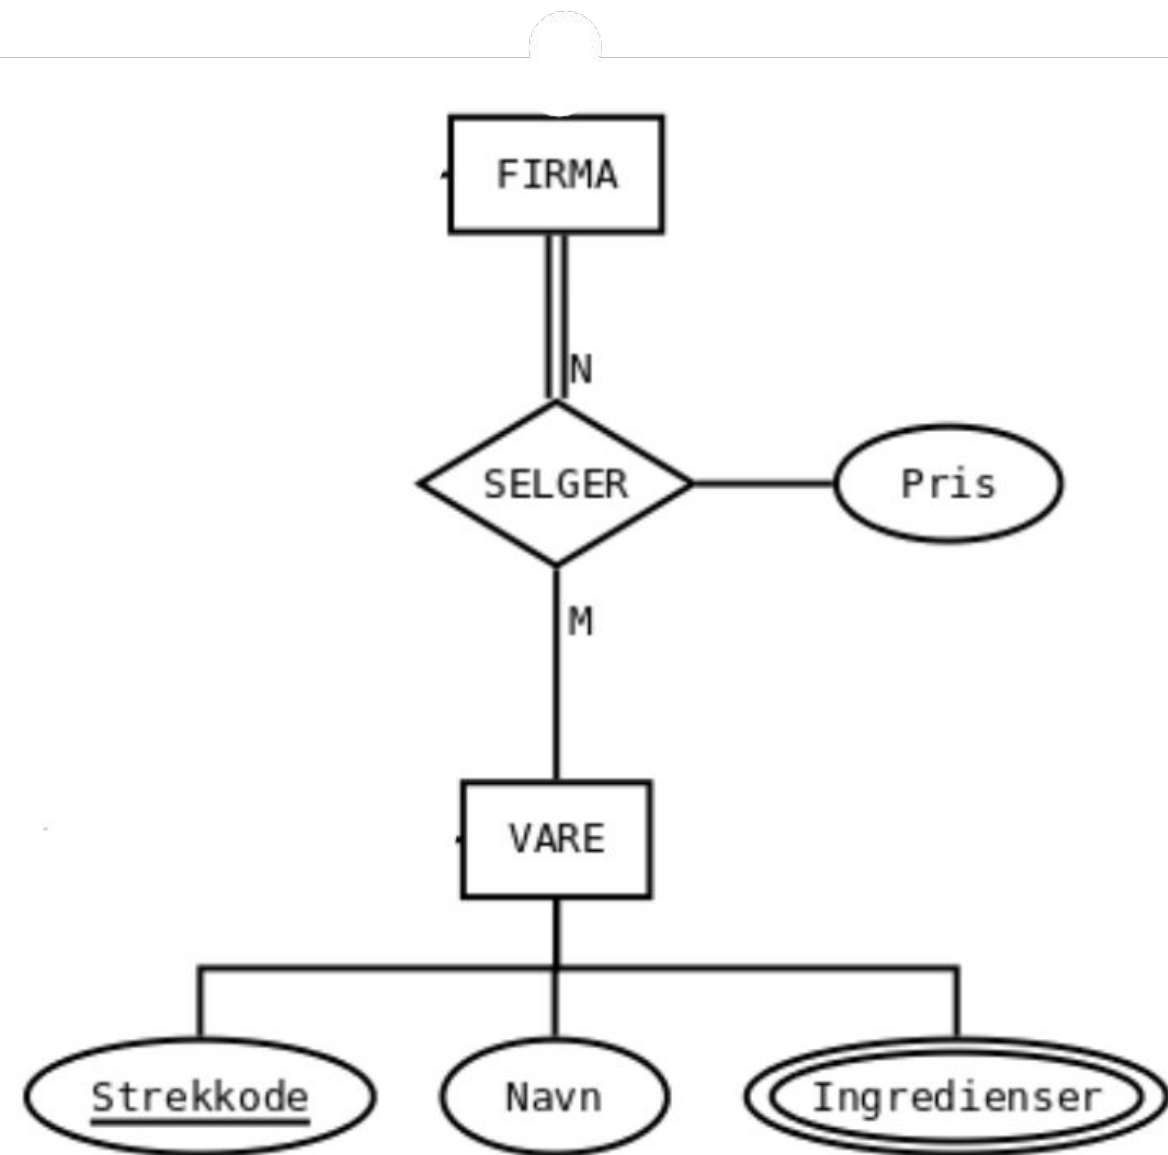 FIRMA
N
SELGER
Pris
M
VARE
Strekkode
Navn
Ingredienser